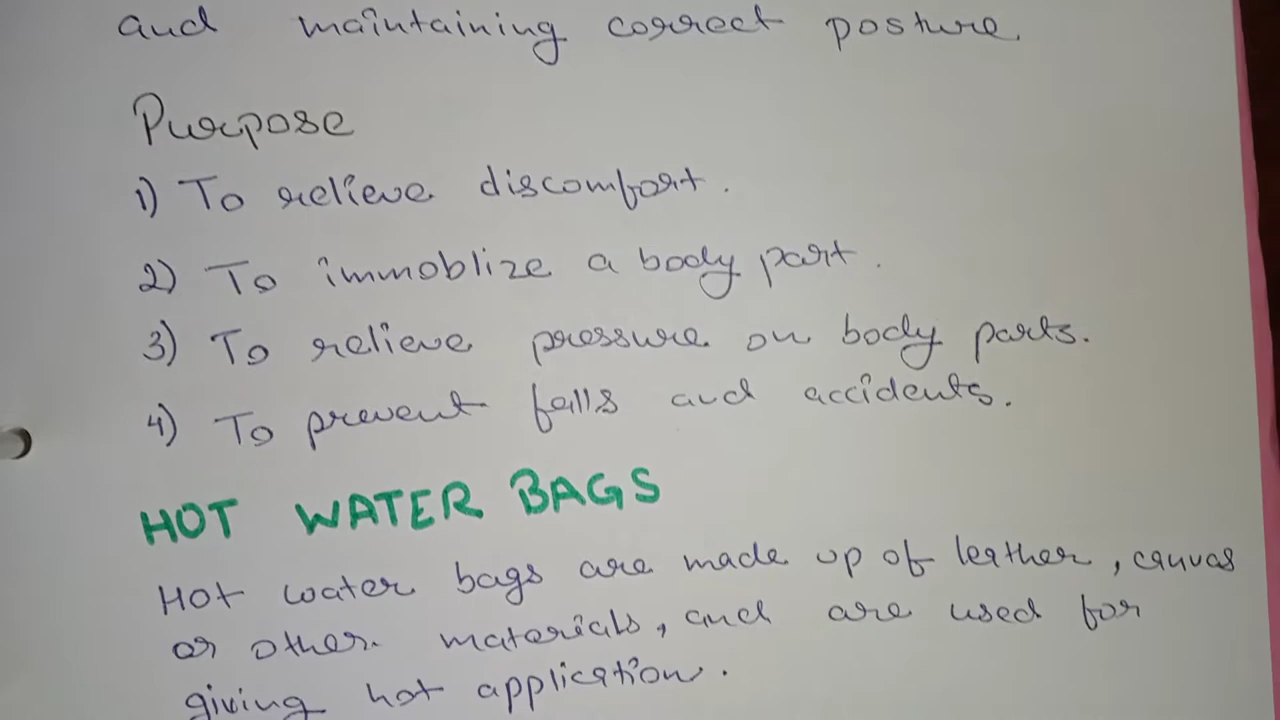 and maintaining correct posture.
Purpose
1) To relieve discomfort.
2) To immoblize a body part.
3) To relieve pressure on body parts.
4) To prevent falls and accidents.
HOT WATER BAGS
Hot water bags are made up of leather, canvas
or other materials, and are used for
giving hot application.